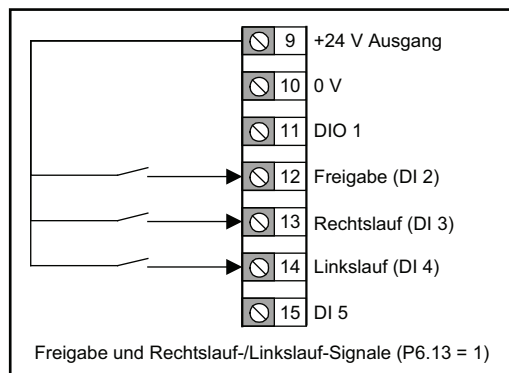 9 +24 V Ausgang
10 0 V
11 DIO 1
12 Freigabe (DI 2)
13 Rechtslauf (DI 3)
14 Linkslauf (DI 4)
15 DI 5
Freigabe und Rechtslauf-/Linkslauf-Signale (P6.13 = 1)